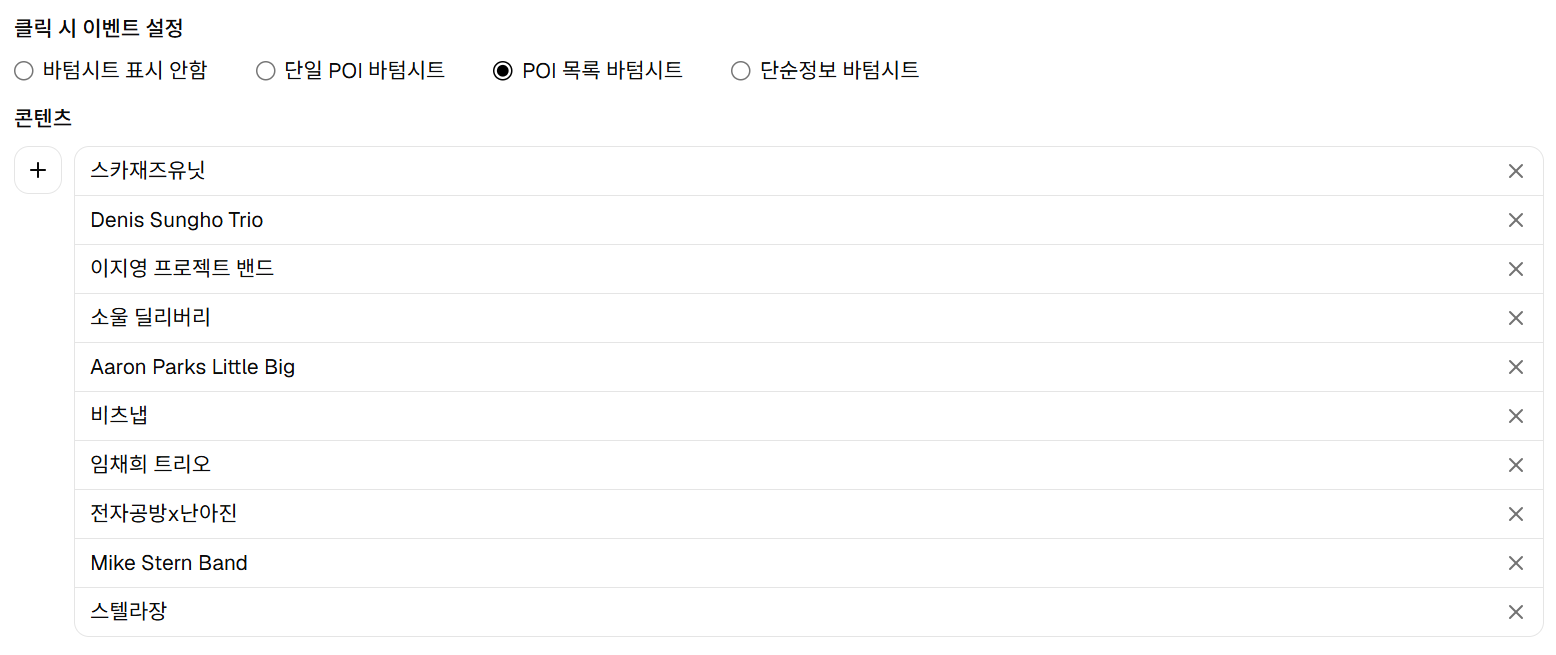 클릭 시 이벤트 설정
바텀시트 표시 안함 단일 POI 바텀시트 POI 목록 바텀시트 단순정보 바텀시트
콘텐츠
스카재즈유닛
Denis Sungho Trio
이지영 프로젝트 밴드
소울 딜리버리
Aaron Parks Little Big
비츠냅
임채희 트리오
전자공방x난아진
Mike Stern Band
스텔라장